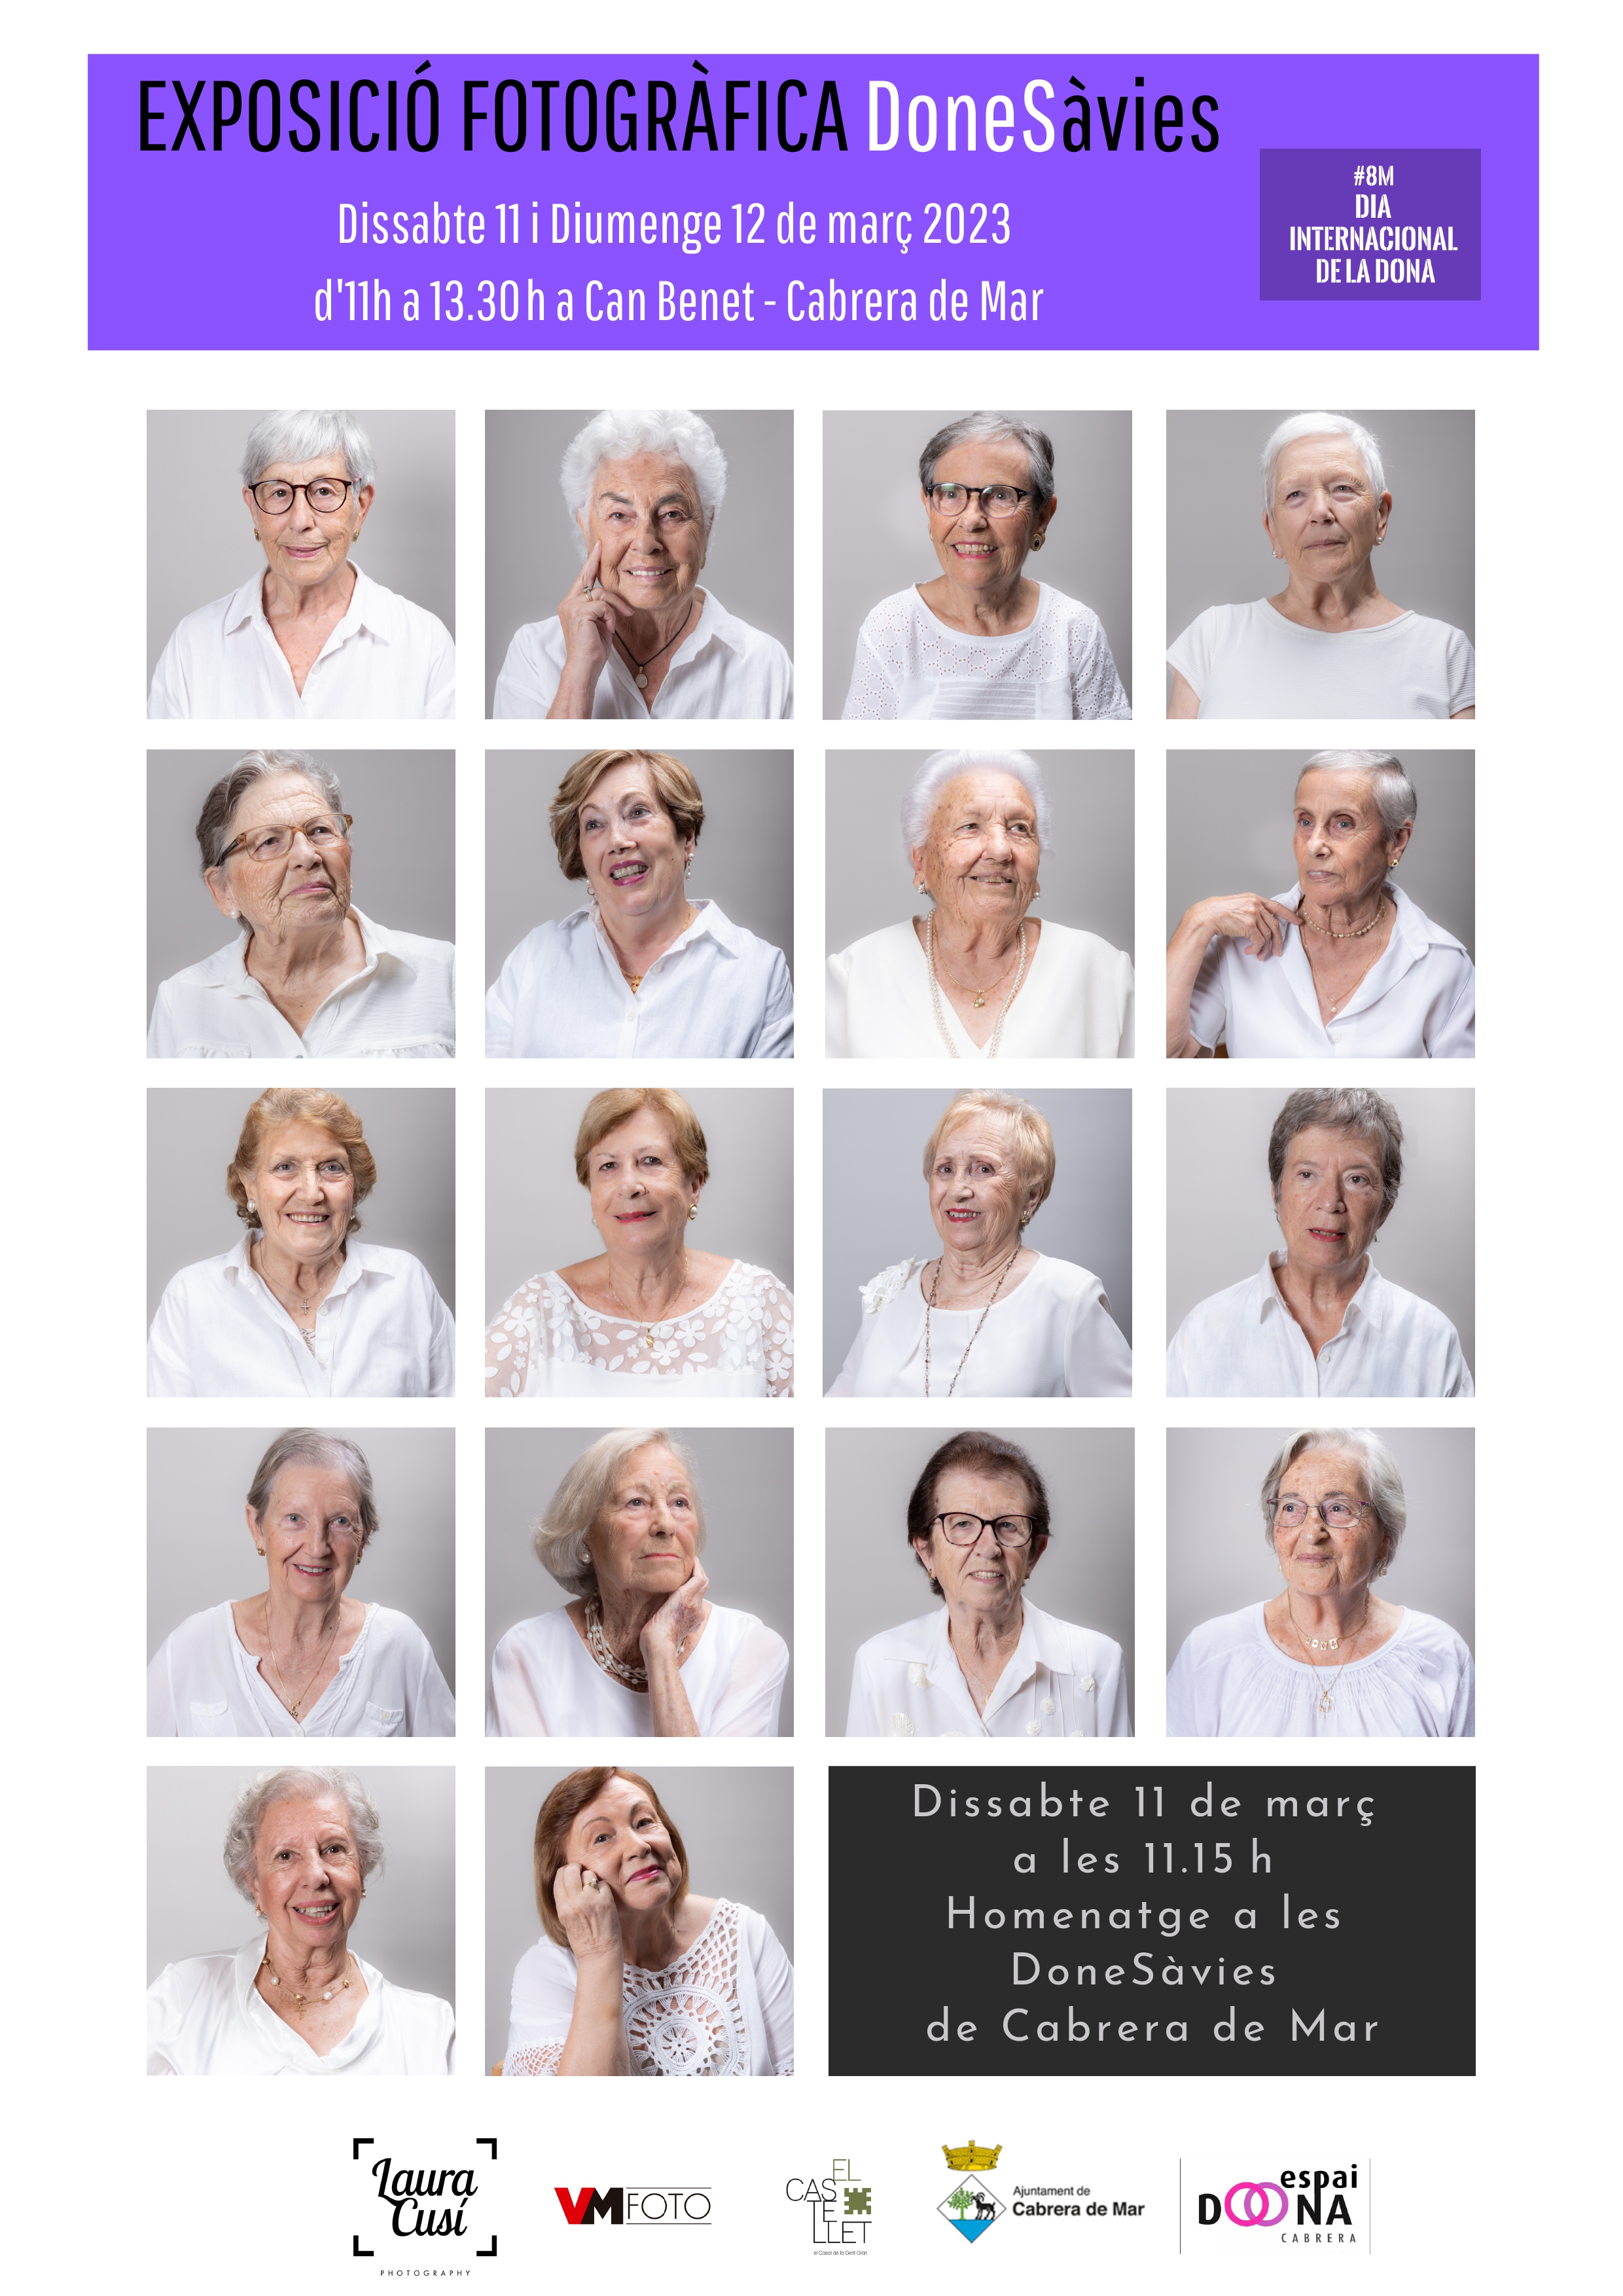 EXPOSICIÓ FOTOGRÀFICA DoneSàvies
Dissabte 11 i Diumenge 12 de març 2023
d'11h a 13.30 h a Can Benet - Cabrera de Mar
#8M
DIA
INTERNACIONAL
DE LA DONA
Dissabte 11 de març
a les 11.15 h
Homenatge a les
DoneSàvies
de Cabrera de Mar
Laura
Cusí
PHOTOGRAPHY
VMFOTO
EL
CAS
TE
LLET
el Casal de la Gent Gran
Ajuntament de
Cabrera de Mar
espai
DOONA
CABRERA